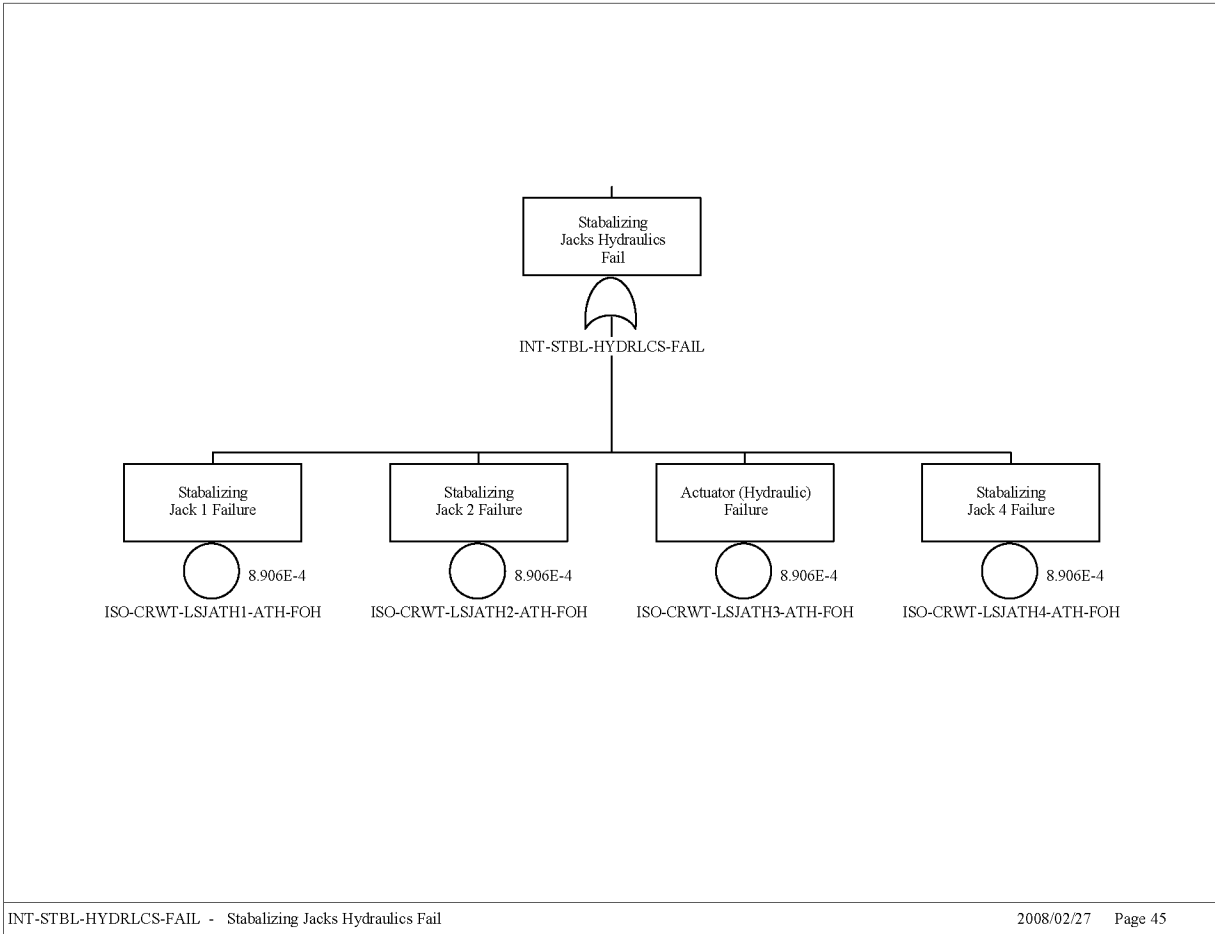 Stabalizing
Jacks Hydraulics
Fail
INT-STBL-HYDRLCS-FAIL
Stabalizing
Jack 1 Failure
8.906E-4
ISO-CRWT-LSJATH1-ATH-FOH
Stabalizing
Jack 2 Failure
8.906E-4
ISO-CRWT-LSJATH2-ATH-FOH
Actuator (Hydraulic)
Failure
8.906E-4
ISO-CRWT-LSJATH3-ATH-FOH
Stabalizing
Jack 4 Failure
8.906E-4
ISO-CRWT-LSJATH4-ATH-FOH
INT-STBL-HYDRLCS-FAIL - Stabalizing Jacks Hydraulics Fail
2008/02/27 Page 45